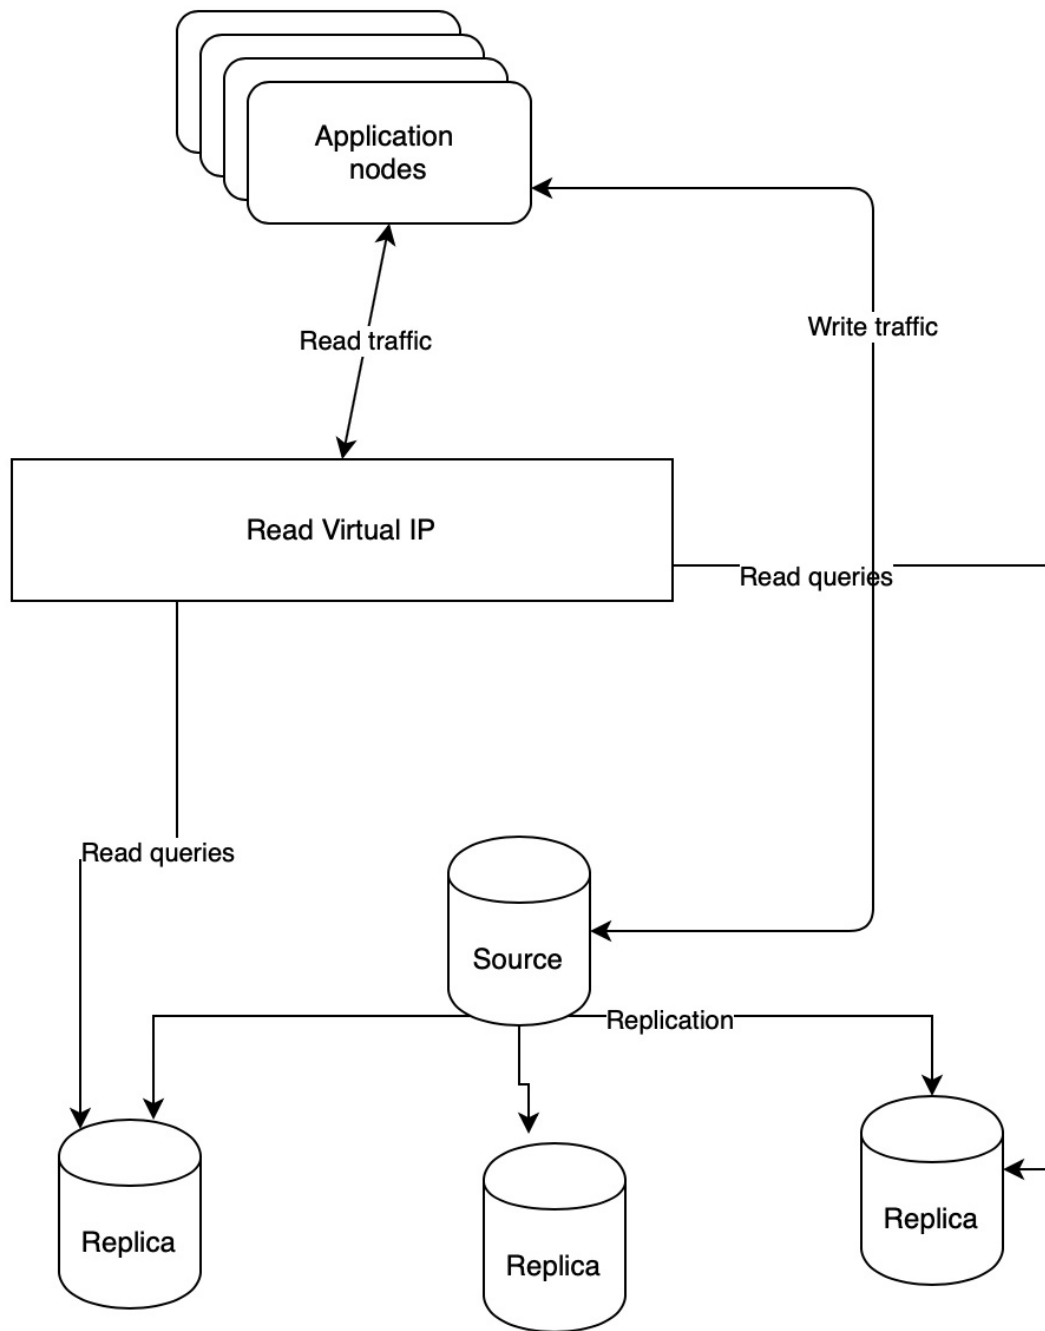 Application
nodes
Read traffic
Write traffic
Read Virtual IP
Read queries
Read queries
Source
Replication
Replica
Replica
Replica